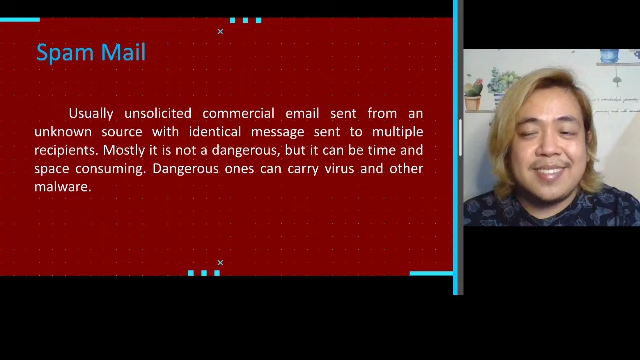 Spam Mail
Usually unsolicited commercial email sent from an
unknown source with identical message sent to multiple
recipients. Mostly it is not a dangerous, but it can be time and
space consuming. Dangerous ones can carry virus and other
malware.